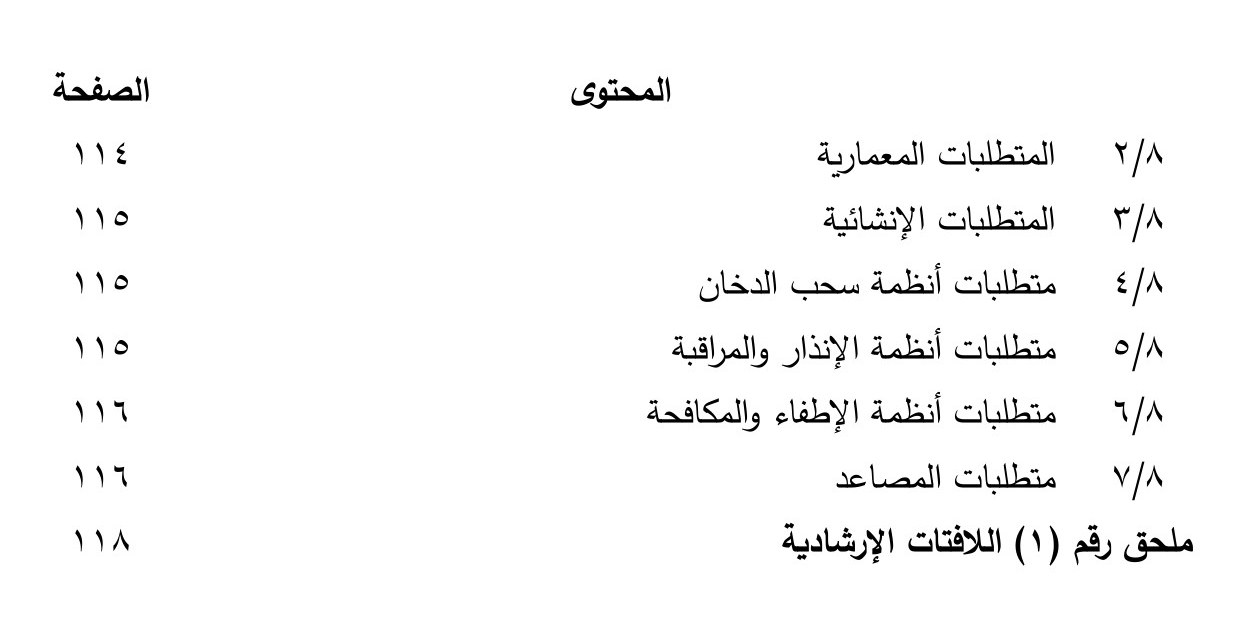 المحتوى الصفحة
٢/٨ المتطلبات المعمارية ١١٤
٣/٨ المتطلبات الإنشائية ١١٥
٤/٨ متطلبات أنظمة سحب الدخان ١١٥
٥/٨ متطلبات أنظمة الإنذار والمراقبة ١١٥
٦/٨ متطلبات أنظمة الإطفاء والمكافحة ١١٦
٧/٨ متطلبات المصاعد ١١٦
ملحق رقم (١) اللافتات الإرشادية ١١٨